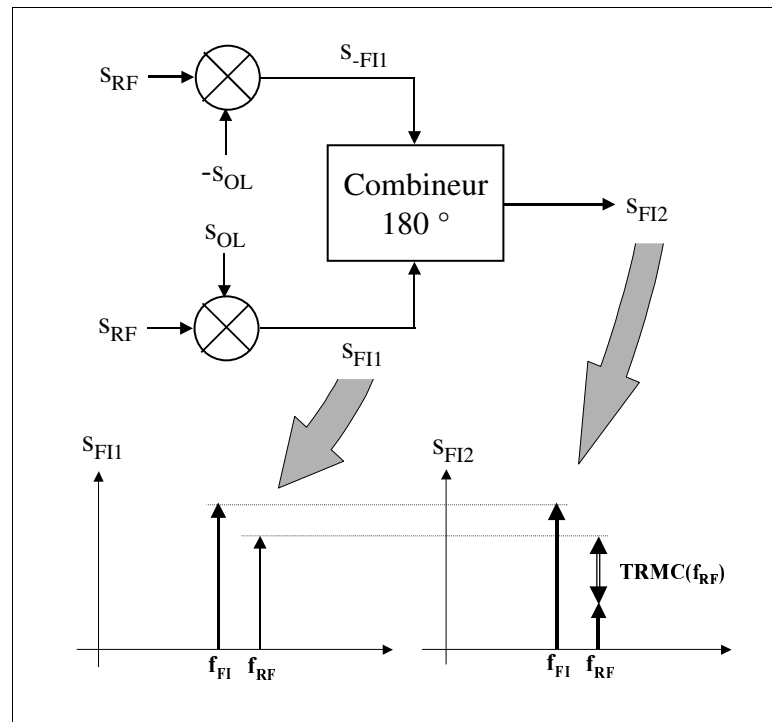 s-FI1
sRF
-sOL
Combineur
180 °
sFI2
sOL
sRF
sFI1
sFI1
sFI2
TRMC(fRF)
fFI fRF
fFI fRF